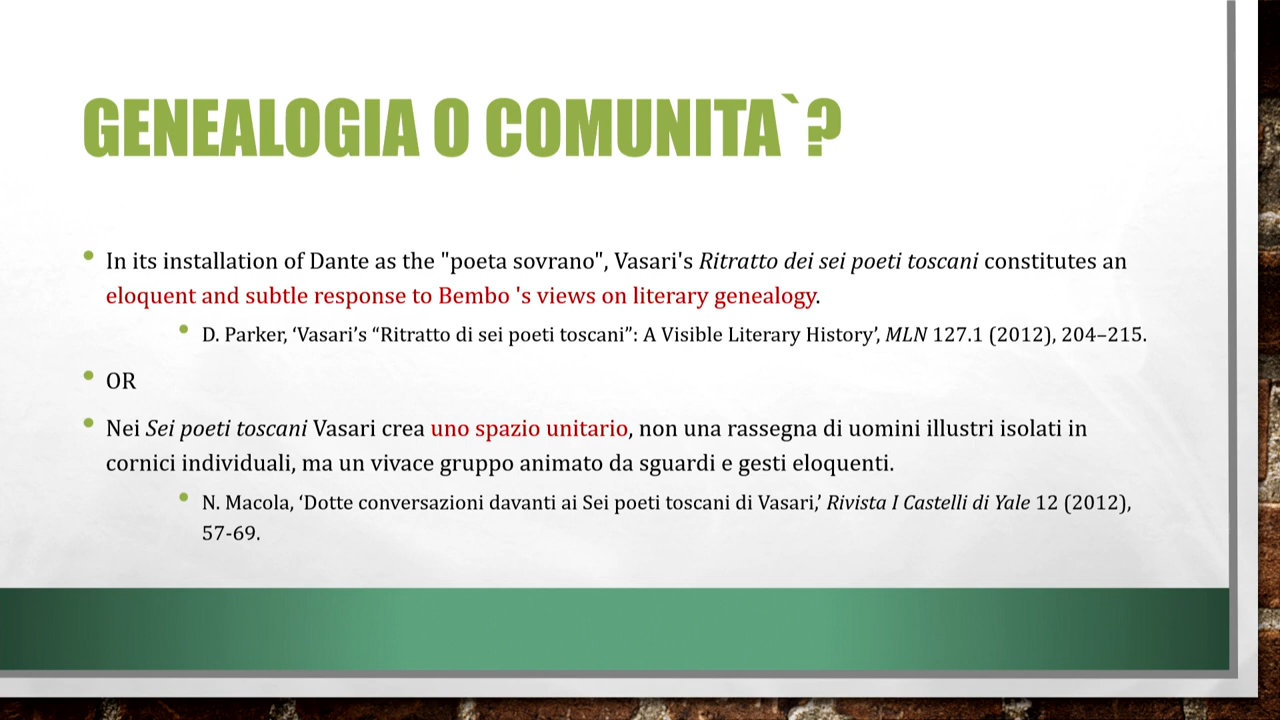 GENEALOGIA O COMUNITA`?
• In its installation of Dante as the "poeta sovrano", Vasari's Ritratto dei sei poeti toscani constitutes an
eloquent and subtle response to Bembo 's views on literary genealogy.
• D. Parker, ‘Vasari’s “Ritratto di sei poeti toscani”: A Visible Literary History’, MLN 127.1 (2012), 204–215.
• OR
• Nei Sei poeti toscani Vasari crea uno spazio unitario, non una rassegna di uomini illustri isolati in
cornici individuali, ma un vivace gruppo animato da sguardi e gesti eloquenti.
• N. Macola, ‘Dotte conversazioni davanti ai Sei poeti toscani di Vasari,’ Rivista I Castelli di Yale 12 (2012),
57-69.